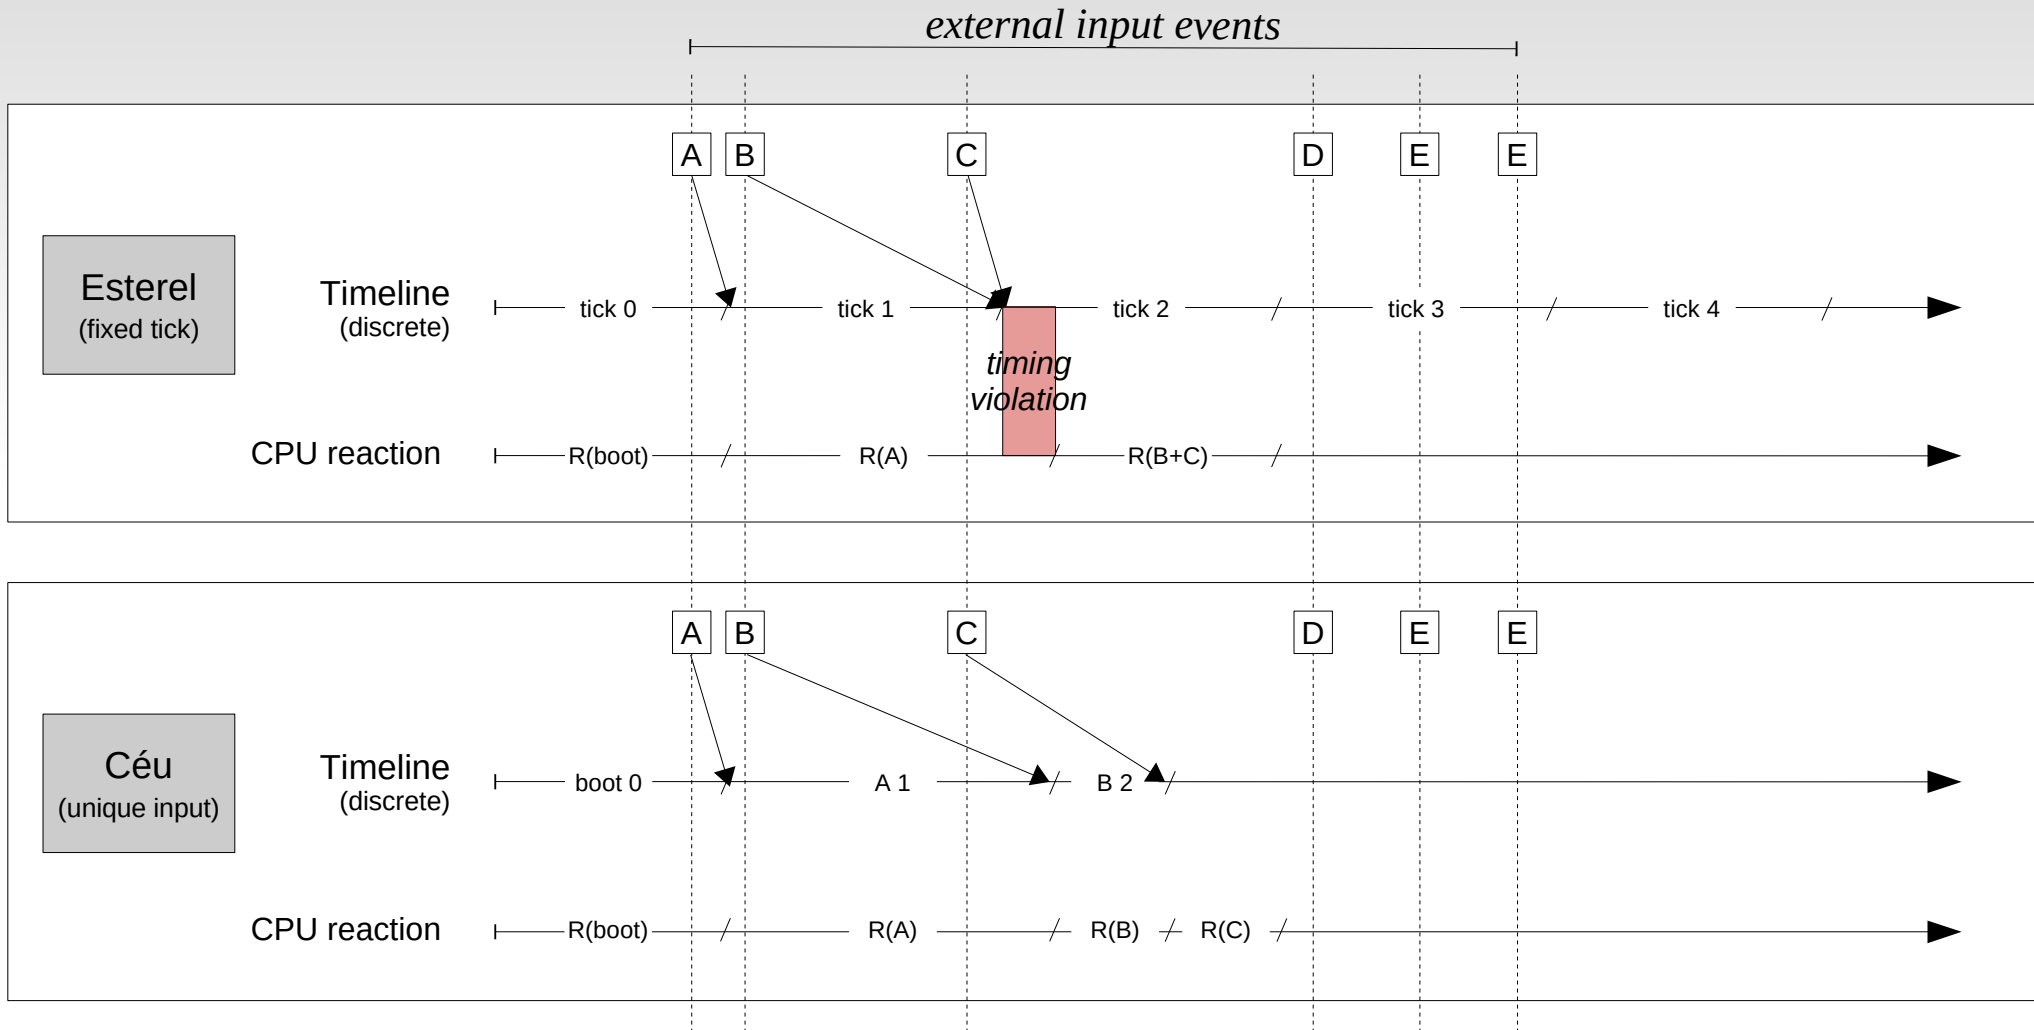 external input events
A B C D E E
Esterel
(fixed tick)
Timeline
(discrete)
tick 0 tick 1 tick 2 tick 3 tick 4
timing
violation
CPU reaction
R(boot) R(A) R(B+C)
A B C D E E
Céu
(unique input)
Timeline
(discrete)
boot 0 A 1 B 2
CPU reaction
R(boot) R(A) R(B) R(C)